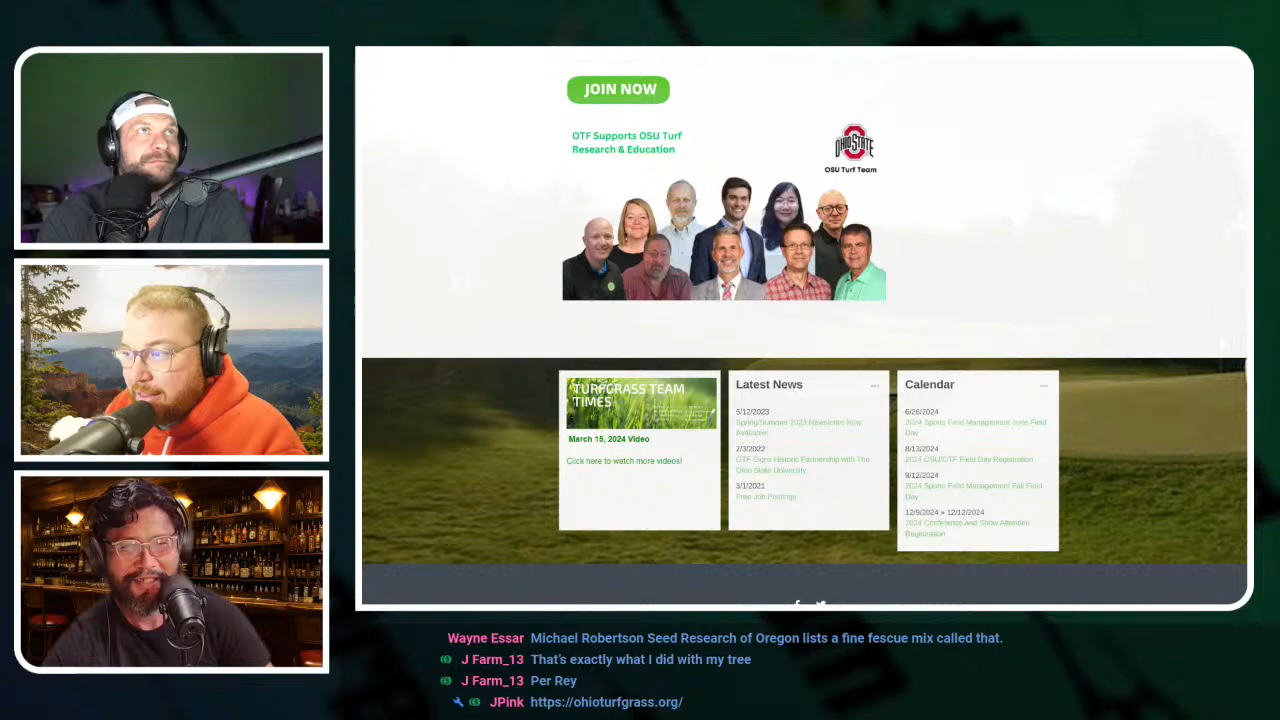 JOIN NOW
OTF Supports OSU Turf
Research & Education
OHIO STATE
OSU Turf Team
TURFGRASS TEAM
TIMES
March 15, 2024 Video
Click here to watch more videos!
Latest News
5/12/2023
Spring/Summer 2023 Newsletter Now
Available!
2/3/2022
OTF Signs Historic Partnership with The
Ohio State University
3/1/2021
Free Job Postings
Calendar
6/26/2024
2024 Sports Field Management June Field
Day
8/13/2024
2024 OSU/OTF Field Day Registration
9/12/2024
2024 Sports Field Management Fall Field
Day
12/9/2024 > 12/12/2024
2024 Conference and Show Attendee
Registration
Wayne Essar Michael Robertson Seed Research of Oregon lists a fine fescue mix called that.
J Farm_13 That's exactly what I did with my tree
J Farm_13 Per Rey
JPink https://ohioturfgrass.org/